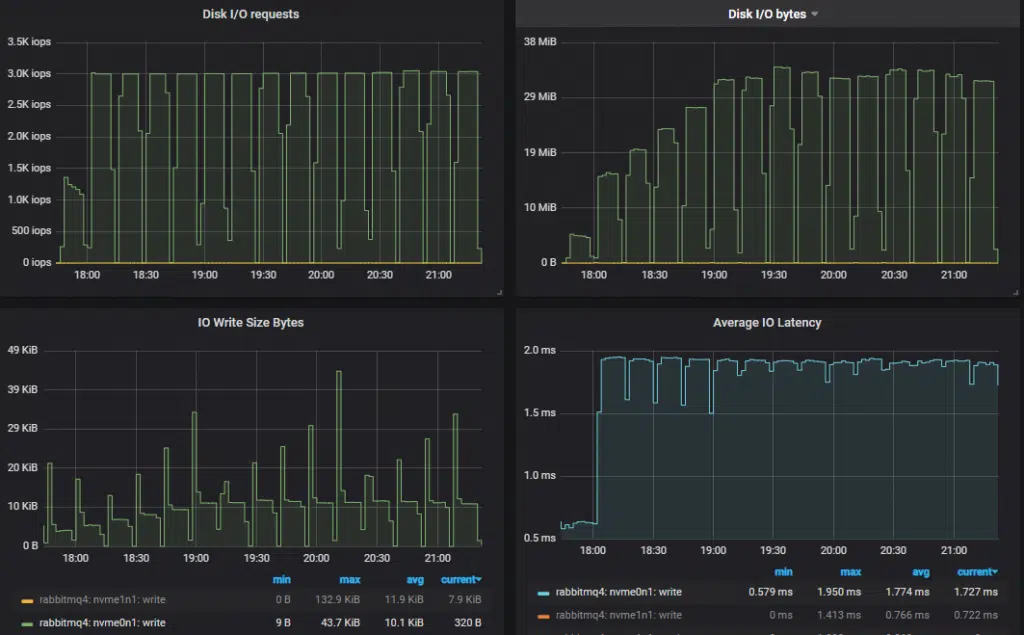 Disk I/O requests
3.5K iops
3.0K iops
2.5K iops
2.0K iops
1.5K iops
1.0K iops
500 iops
0 iops
18:00 18:30 19:00 19:30 20:00 20:30 21:00
Disk I/O bytes
38 MiB
29 MiB
19 MiB
10 MiB
0 B
18:00 18:30 19:00 19:30 20:00 20:30 21:00
IO Write Size Bytes
49 KiB
39 KiB
29 KiB
20 KiB
10 KiB
0 B
18:00 18:30 19:00 19:30 20:00 20:30 21:00
min max avg current
rabbitmq4: nvme1n1: write 0 B 132.9 KiB 11.9 KiB 7.9 KiB
rabbitmq4: nvme0n1: write 9 B 43.7 KiB 10.1 KiB 320 B
Average IO Latency
2.0 ms
1.5 ms
1.0 ms
0.5 ms
18:00 18:30 19:00 19:30 20:00 20:30 21:00
min max avg current
rabbitmq4: nvme0n1: write 0.579 ms 1.950 ms 1.774 ms 1.727 ms
rabbitmq4: nvme1n1: write 0 ms 1.413 ms 0.766 ms 0.722 ms